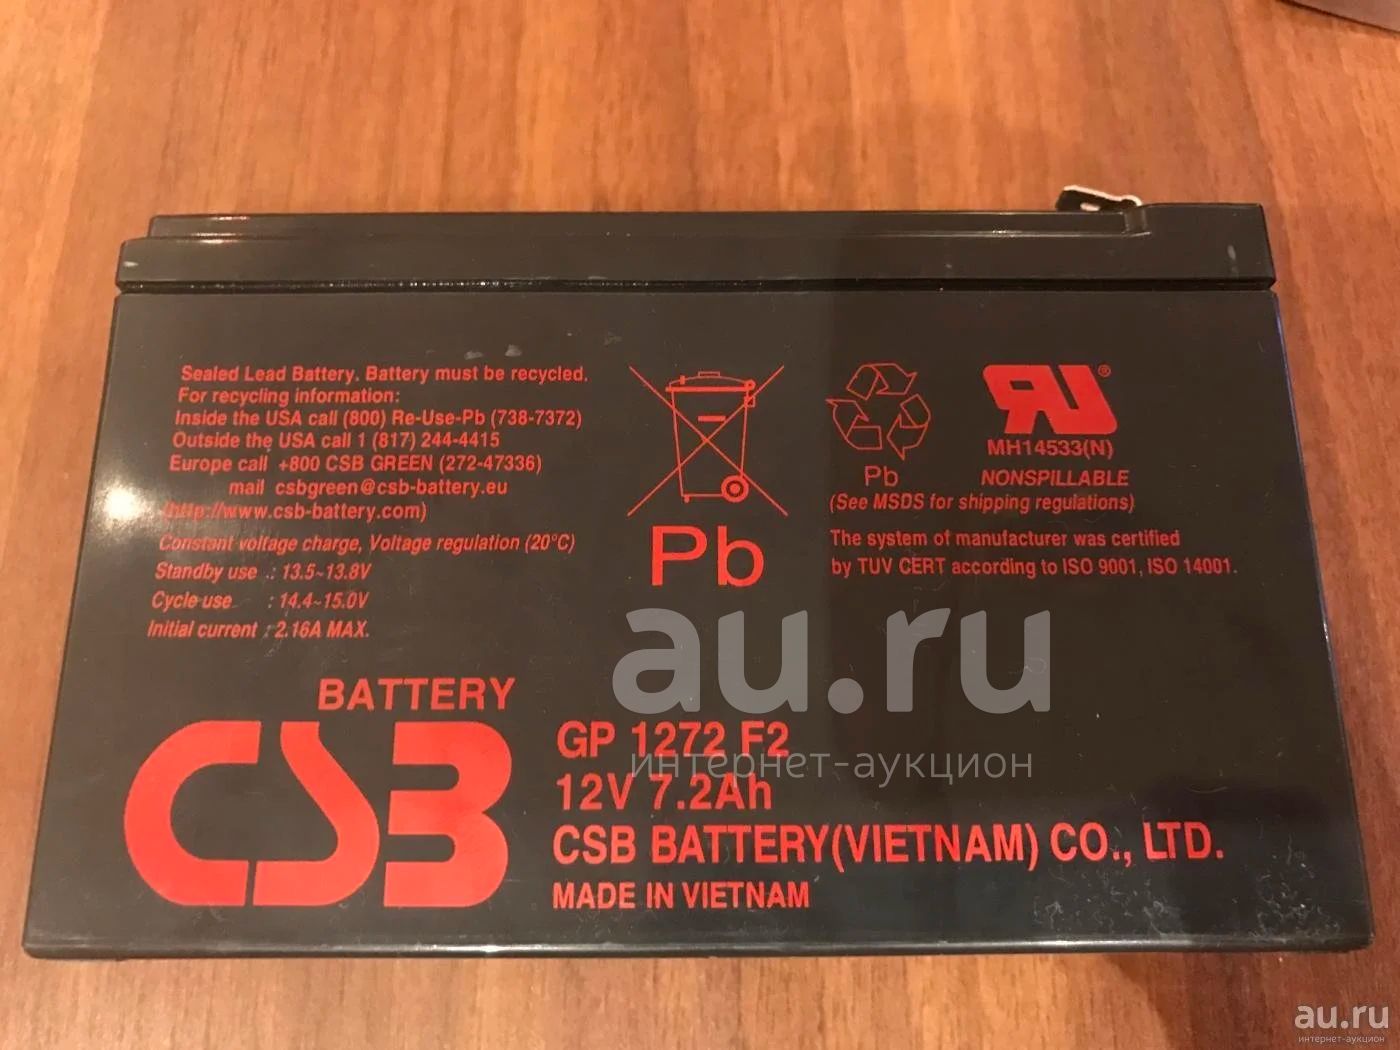 Sealed Lead Battery. Battery must be recycled.
For recycling information:
Inside the USA call (800) Re-Use-Pb (738-7372)
Outside the USA call 1 (817) 244-4415
Europe call +800 CSB GREEN (272-47336)
mail csbgreen@csb-battery.eu
(http://www.csb-battery.com)
Constant voltage charge, Voltage regulation (20°C)
Standby use : 13.5~13.8V
Cycle use : 14.4~15.0V
Initial current : 2.16A MAX.
Pb
Pb
RU®
MH14533(N)
NONSPILLABLE
(See MSDS for shipping regulations)
The system of manufacturer was certified
by TUV CERT according to ISO 9001, ISO 14001.
BATTERY
CSB
GP 1272 F2
12V 7.2Ah
CSB BATTERY(VIETNAM) CO., LTD.
MADE IN VIETNAM
au.ru
интернет-аукцион
au.ru
интернет-аукцион